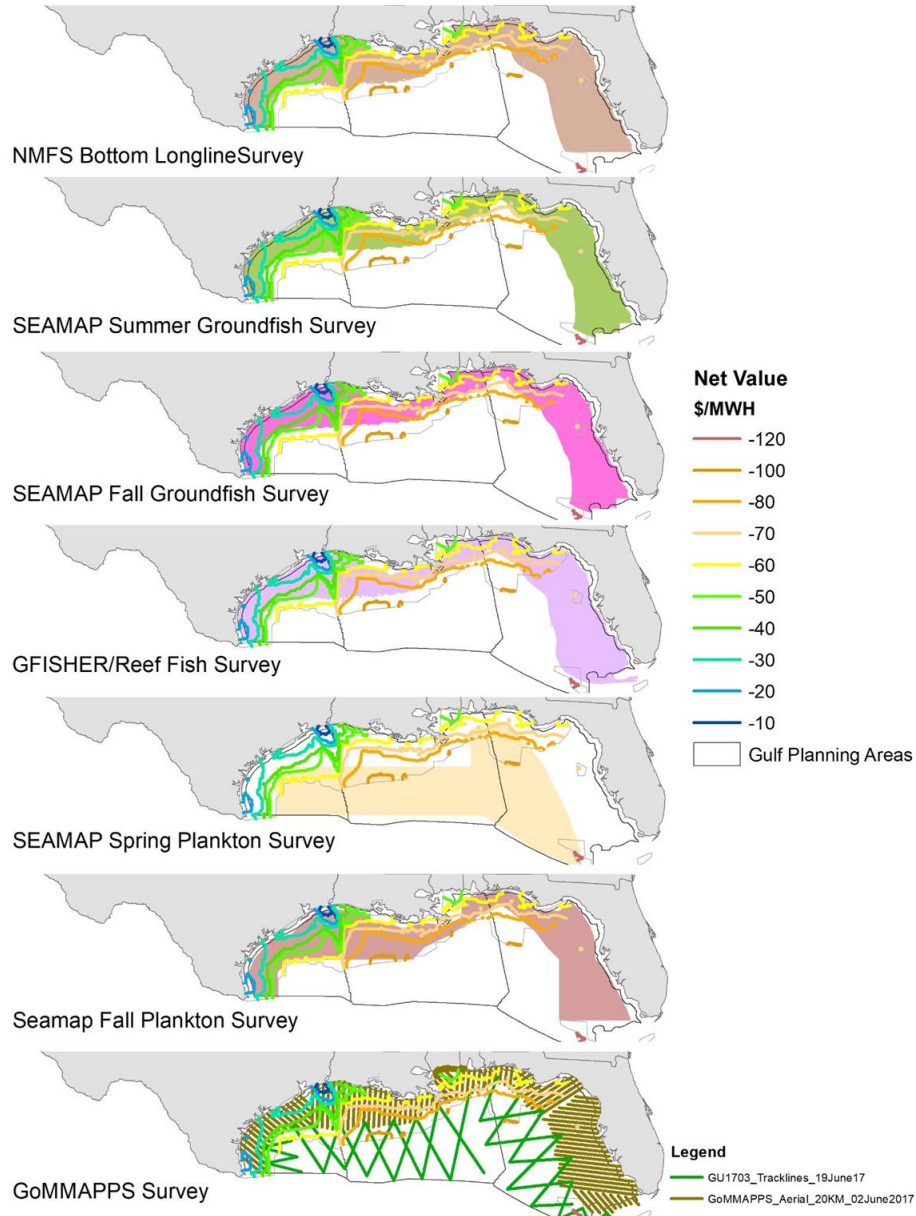 NMFS Bottom LonglineSurvey
SEAMAP Summer Groundfish Survey
SEAMAP Fall Groundfish Survey
GFISHER/Reef Fish Survey
SEAMAP Spring Plankton Survey
Seamap Fall Plankton Survey
GoMMAPPS Survey
Net Value
$/MWH
-120
-100
-80
-70
-60
-50
-40
-30
-20
-10
Gulf Planning Areas
Legend
GU1703_Tracklines_19June17
GoMMAPPS_Aerial_20KM_02June2017